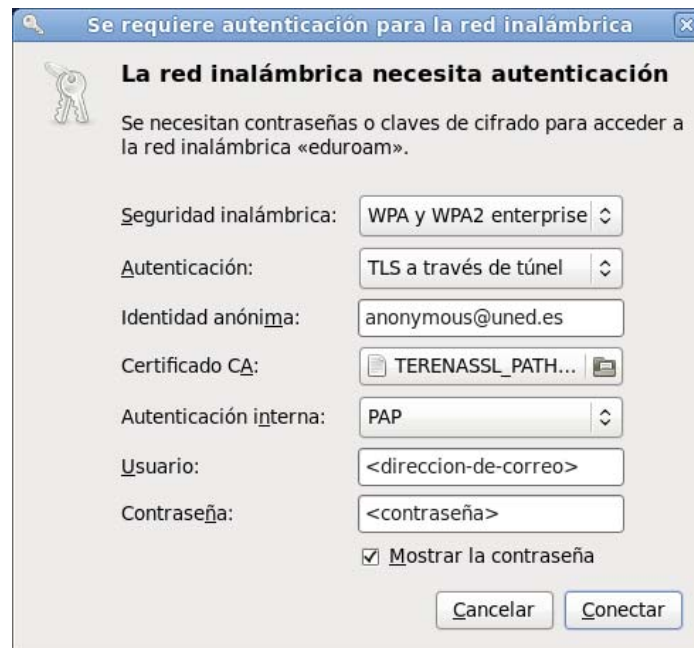 Se requiere autenticación para la red inalámbrica
La red inalámbrica necesita autenticación
Se necesitan contraseñas o claves de cifrado para acceder a
la red inalámbrica «eduroam».
Seguridad inalámbrica: WPA y WPA2 enterprise
Autenticación: TLS a través de túnel
Identidad anónima: anonymous@uned.es
Certificado CA: TERENASSL_PATH...
Autenticación interna: PAP
Usuario: <direccion-de-correo>
Contraseña: <contraseña>
Mostrar la contraseña
Cancelar Conectar